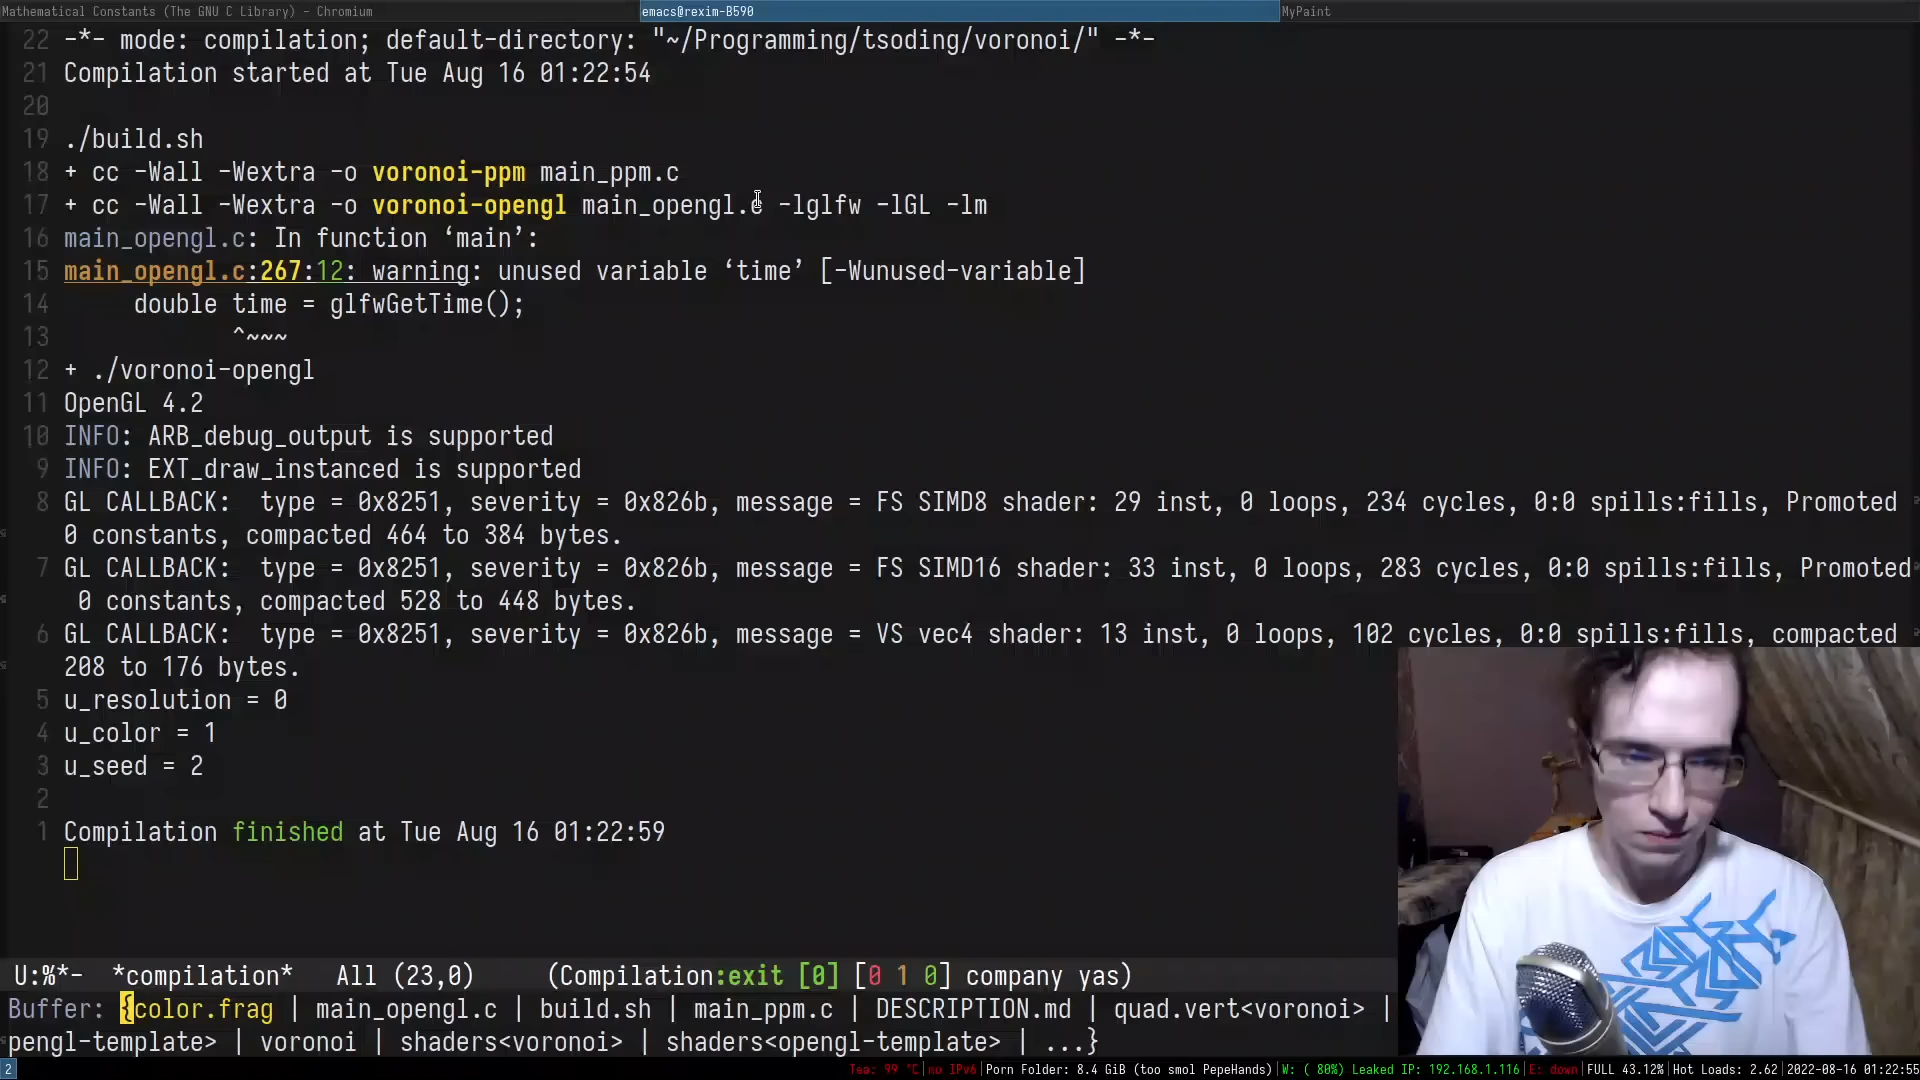 Mathematical Constants (The GNU C Library) - Chromium
emacs@rexim-B590
MyPaint
22 -*- mode: compilation; default-directory: "~/Programming/tsoding/voronoi/" -*-
21 Compilation started at Tue Aug 16 01:22:54
20
19 ./build.sh
18 + cc -Wall -Wextra -o voronoi-ppm main_ppm.c
17 + cc -Wall -Wextra -o voronoi-opengl main_opengl.c -lglfw -lGL -lm
16 main_opengl.c: In function ‘main’:
15 main_opengl.c:267:12: warning: unused variable ‘time’ [-Wunused-variable]
14 double time = glfwGetTime();
13 ^~~~
12 + ./voronoi-opengl
11 OpenGL 4.2
10 INFO: ARB_debug_output is supported
9 INFO: EXT_draw_instanced is supported
8 GL CALLBACK:  type = 0x8251, severity = 0x826b, message = FS SIMD8 shader: 29 inst, 0 loops, 234 cycles, 0:0 spills:fills, Promoted
0 constants, compacted 464 to 384 bytes.
7 GL CALLBACK:  type = 0x8251, severity = 0x826b, message = FS SIMD16 shader: 33 inst, 0 loops, 283 cycles, 0:0 spills:fills, Promoted
0 constants, compacted 528 to 448 bytes.
6 GL CALLBACK:  type = 0x8251, severity = 0x826b, message = VS vec4 shader: 13 inst, 0 loops, 102 cycles, 0:0 spills:fills, compacted
208 to 176 bytes.
5 u_resolution = 0
4 u_color = 1
3 u_seed = 2
2
1 Compilation finished at Tue Aug 16 01:22:59
U:%*-  *compilation*   All (23,0)     (Compilation:exit [0] [0 1 0] company yas)
Buffer: {color.frag | main_opengl.c | build.sh | main_ppm.c | DESCRIPTION.md | quad.vert<voronoi> |
pengl-template> | voronoi | shaders<voronoi> | shaders<opengl-template> | ...}
2
Tea: 99 °C|no IPv6|Porn Folder: 8.4 GiB (too smol PepeHands)|W: ( 80%) Leaked IP: 192.168.1.116|E: down|FULL 43.12%|Hot Loads: 2.62|2022-08-16 01:22:55